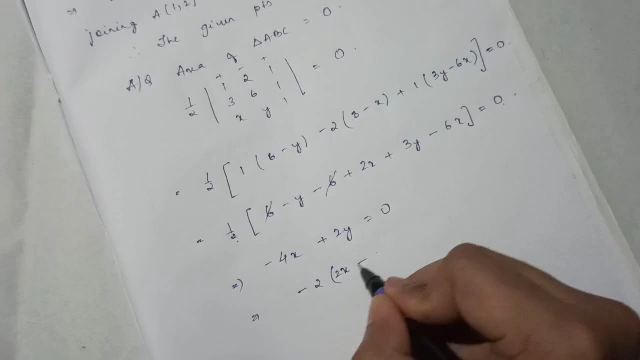 joining A(1,2)
∴ The given pts
A/Q Area of ΔABC = 0.
+ - +
1/2 | 1 2 1 | = 0.
| 3 6 1 |
| x y 1 |
= 1/2 [ 1 (6 - y) - 2 (3 - x) + 1 (3y - 6x) ] = 0.
= 1/2 [ 6 - y - 6 + 2x + 3y - 6x ] = 0.
=) - 4x + 2y = 0
= - 2 (2x -